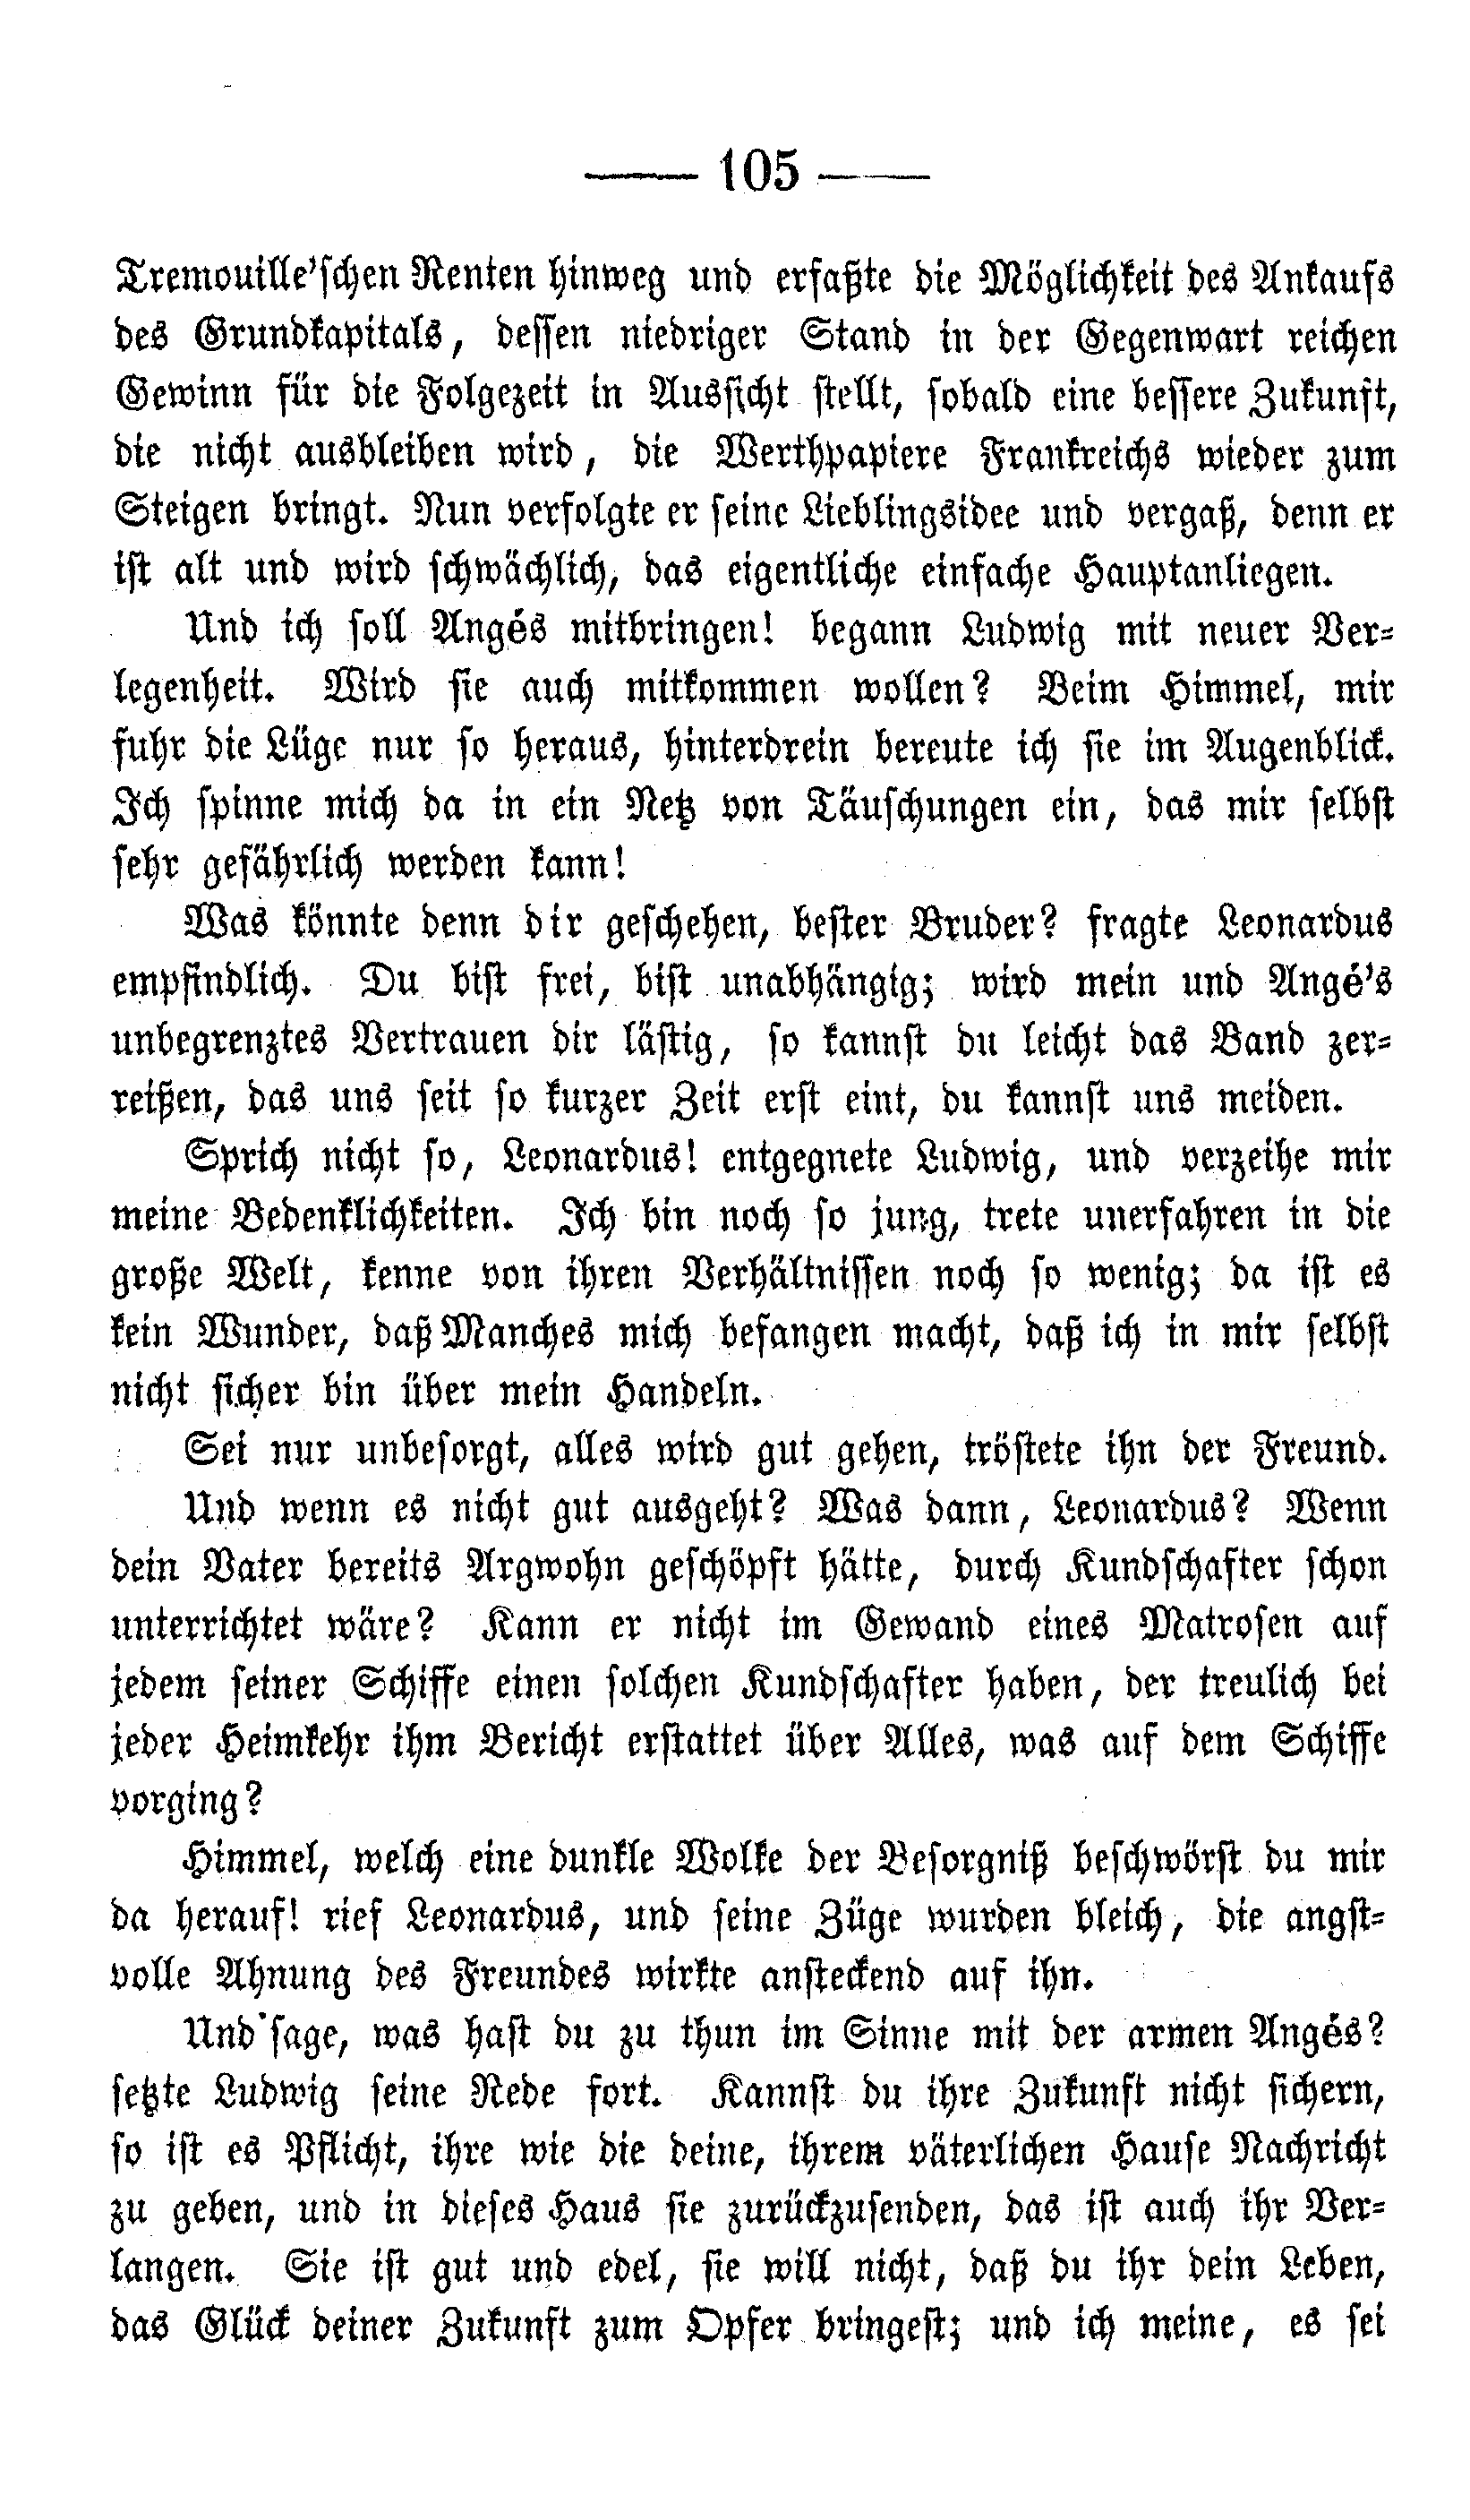 — 105 —
Tremouille'schen Renten hinweg und erfaßte die Möglichkeit des Ankaufs
des Grundkapitals, dessen niedriger Stand in der Gegenwart reichen
Gewinn für die Folgezeit in Aussicht stellt, sobald eine bessere Zukunft,
die nicht ausbleiben wird, die Werthpapiere Frankreichs wieder zum
Steigen bringt. Nun verfolgte er seine Lieblingsidee und vergaß, denn er
ist alt und wird schwächlich, das eigentliche einfache Hauptanliegen.
Und ich soll Angés mitbringen! begann Ludwig mit neuer Ver-
legenheit. Wird sie auch mitkommen wollen? Beim Himmel, mir
fuhr die Lüge nur so heraus, hinterdrein bereute ich sie im Augenblick.
Ich spinne mich da in ein Netz von Täuschungen ein, das mir selbst
sehr gefährlich werden kann!
Was könnte denn dir geschehen, bester Bruder? fragte Leonardus
empfindlich. Du bist frei, bist unabhängig; wird mein und Angé's
unbegrenztes Vertrauen dir lästig, so kannst du leicht das Band zer-
reißen, das uns seit so kurzer Zeit erst eint, du kannst uns meiden.
Sprich nicht so, Leonardus! entgegnete Ludwig, und verzeihe mir
meine Bedenklichkeiten. Ich bin noch so jung, trete unerfahren in die
große Welt, kenne von ihren Verhältnissen noch so wenig; da ist es
kein Wunder, daß Manches mich befangen macht, daß ich in mir selbst
nicht sicher bin über mein Handeln.
Sei nur unbesorgt, alles wird gut gehen, tröstete ihn der Freund.
Und wenn es nicht gut ausgeht? Was dann, Leonardus? Wenn
dein Vater bereits Argwohn geschöpft hätte, durch Kundschafter schon
unterrichtet wäre? Kann er nicht im Gewand eines Matrosen auf
jedem seiner Schiffe einen solchen Kundschafter haben, der treulich bei
jeder Heimkehr ihm Bericht erstattet über Alles, was auf dem Schiffe
vorging?
Himmel, welch eine dunkle Wolke der Besorgniß beschwörst du mir
da herauf! rief Leonardus, und seine Züge wurden bleich, die angst-
volle Ahnung des Freundes wirkte ansteckend auf ihn.
Und sage, was hast du zu thun im Sinne mit der armen Angés?
setzte Ludwig seine Rede fort. Kannst du ihre Zukunft nicht sichern,
so ist es Pflicht, ihre wie die deine, ihrem väterlichen Hause Nachricht
zu geben, und in dieses Haus sie zurückzusenden, das ist auch ihr Ver-
langen. Sie ist gut und edel, sie will nicht, daß du ihr dein Leben,
das Glück deiner Zukunft zum Opfer bringest; und ich meine, es sei